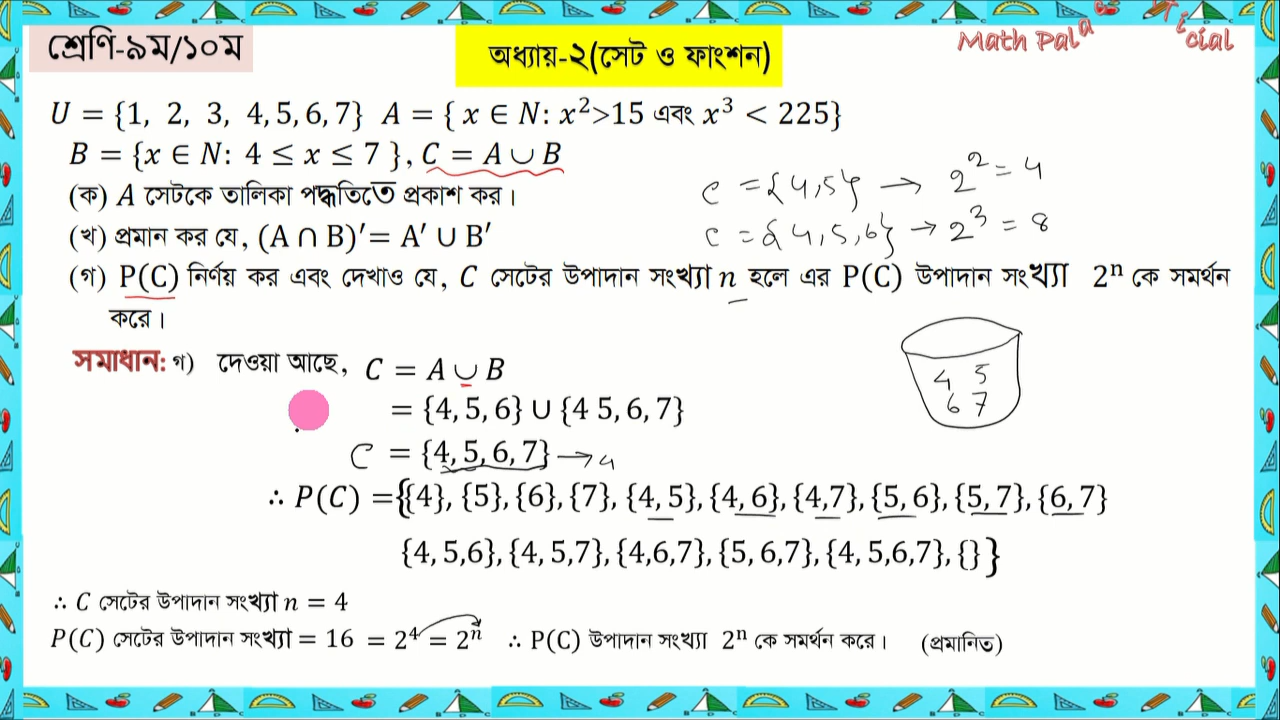 শ্রেণি-৯ম/১০ম
অধ্যায়-২(সেট ও ফাংশন)
Math Pala
icial
U = {1, 2, 3, 4, 5, 6, 7} A = { x ∈ N: x²>15 এবং x³ < 225}
B = {x ∈ N: 4 ≤ x ≤ 7 }, C = A ∪ B
(ক) A সেটকে তালিকা পদ্ধতিতে প্রকাশ কর।
(খ) প্রমান কর যে, (A ∩ B)′= A′ ∪ B′
(গ) P(C) নির্ণয় কর এবং দেখাও যে, C সেটের উপাদান সংখ্যা n হলে এর P(C) উপাদান সংখ্যা 2ⁿ কে সমর্থন
করে।
C = {4,5} → 2² = 4
C = {4,5,6} → 2³ = 8
সমাধান: গ) দেওয়া আছে, C = A ∪ B
= {4, 5, 6} ∪ {4 5, 6, 7}
C = {4, 5, 6, 7} → 4
4 5
6 7
∴ P(C) ={{4}, {5}, {6}, {7}, {4, 5}, {4, 6}, {4,7}, {5, 6}, {5, 7}, {6, 7}
{4, 5,6}, {4, 5,7}, {4,6,7}, {5, 6,7}, {4, 5,6,7}, {}}
∴ C সেটের উপাদান সংখ্যা n = 4
P(C) সেটের উপাদান সংখ্যা = 16 = 2⁴ = 2ⁿ ∴ P(C) উপাদান সংখ্যা 2ⁿ কে সমর্থন করে। (প্রমানিত)